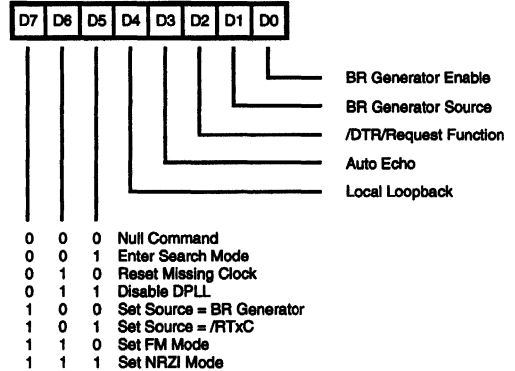 D7 D6 D5 D4 D3 D2 D1 D0
BR Generator Enable
BR Generator Source
/DTR/Request Function
Auto Echo
Local Loopback
0 0 0 Null Command
0 0 1 Enter Search Mode
0 1 0 Reset Missing Clock
0 1 1 Disable DPLL
1 0 0 Set Source = BR Generator
1 0 1 Set Source = /RTxC
1 1 0 Set FM Mode
1 1 1 Set NRZI Mode